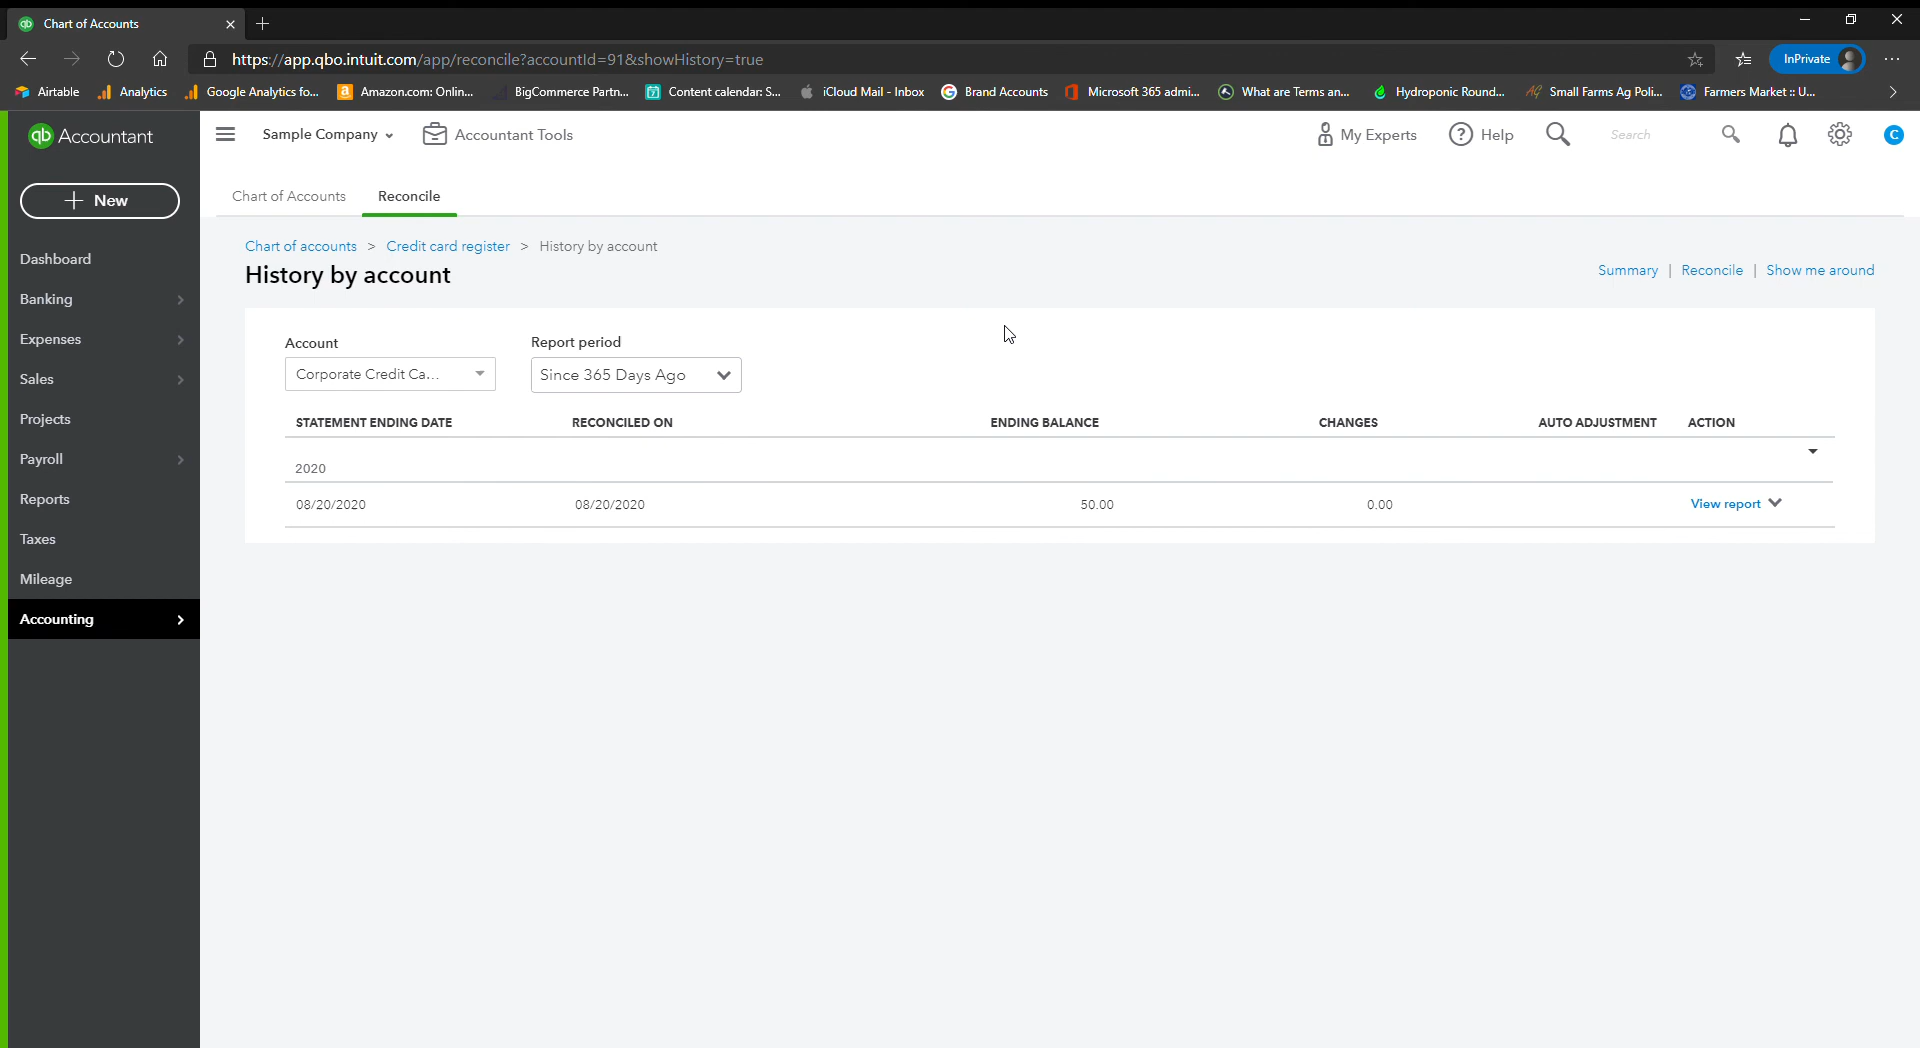 Chart of Accounts
https://app.qbo.intuit.com/app/reconcile?accountId=91&showHistory=true
InPrivate
Airtable Analytics Google Analytics fo... Amazon.com: Onlin... BigCommerce Partn... Content calendar: S... iCloud Mail - Inbox Brand Accounts Microsoft 365 admi... What are Terms an... Hydroponic Round... Small Farms Ag Poli... Farmers Market :: U...
qb Accountant
Sample Company Accountant Tools My Experts Help Search C
New
Chart of Accounts Reconcile
Dashboard
Banking
Expenses
Sales
Projects
Payroll
Reports
Taxes
Mileage
Accounting
Chart of accounts > Credit card register > History by account
History by account
Summary | Reconcile | Show me around
Account Report period
Corporate Credit Ca... Since 365 Days Ago
STATEMENT ENDING DATE RECONCILED ON ENDING BALANCE CHANGES AUTO ADJUSTMENT ACTION
2020
08/20/2020 08/20/2020 50.00 0.00 View report